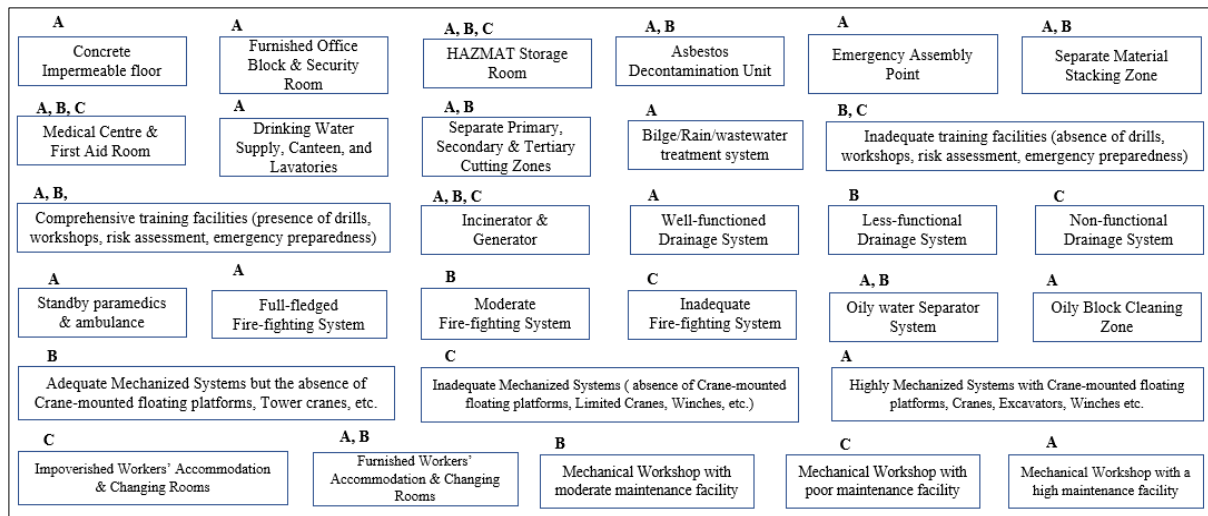 A
Concrete
Impermeable floor
A
Furnished Office
Block & Security
Room
A, B, C
HAZMAT Storage
Room
A, B
Asbestos
Decontamination Unit
A
Emergency Assembly
Point
A, B
Separate Material
Stacking Zone
A, B, C
Medical Centre &
First Aid Room
A
Drinking Water
Supply, Canteen, and
Lavatories
A, B
Separate Primary,
Secondary & Tertiary
Cutting Zones
A
Bilge/Rain/wastewater
treatment system
B, C
Inadequate training facilities (absence of drills,
workshops, risk assessment, emergency preparedness)
A, B,
Comprehensive training facilities (presence of drills,
workshops, risk assessment, emergency preparedness)
A, B, C
Incinerator &
Generator
A
Well-functioned
Drainage System
B
Less-functional
Drainage System
C
Non-functional
Drainage System
A
Standby paramedics
& ambulance
A
Full-fledged
Fire-fighting System
B
Moderate
Fire-fighting System
C
Inadequate
Fire-fighting System
A, B
Oily water Separator
System
A
Oily Block Cleaning
Zone
B
Adequate Mechanized Systems but the absence of
Crane-mounted floating platforms, Tower cranes, etc.
C
Inadequate Mechanized Systems ( absence of Crane-mounted
floating platforms, Limited Cranes, Winches, etc.)
A
Highly Mechanized Systems with Crane-mounted floating
platforms, Cranes, Excavators, Winches etc.
C
Impoverished Workers' Accommodation
& Changing Rooms
A, B
Furnished Workers'
Accommodation & Changing
Rooms
B
Mechanical Workshop with
moderate maintenance facility
C
Mechanical Workshop with
poor maintenance facility
A
Mechanical Workshop with a
high maintenance facility